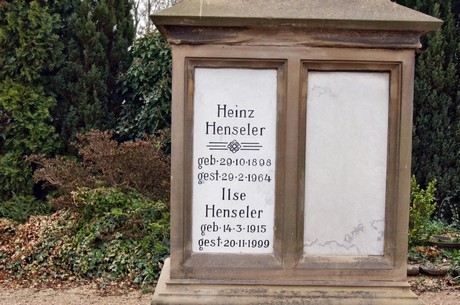 Heinz
Henseler
geb·29·10·1898
gest·29·2·1964
Ilse
Henseler
geb·14·3·1915
gest·20·11·1999